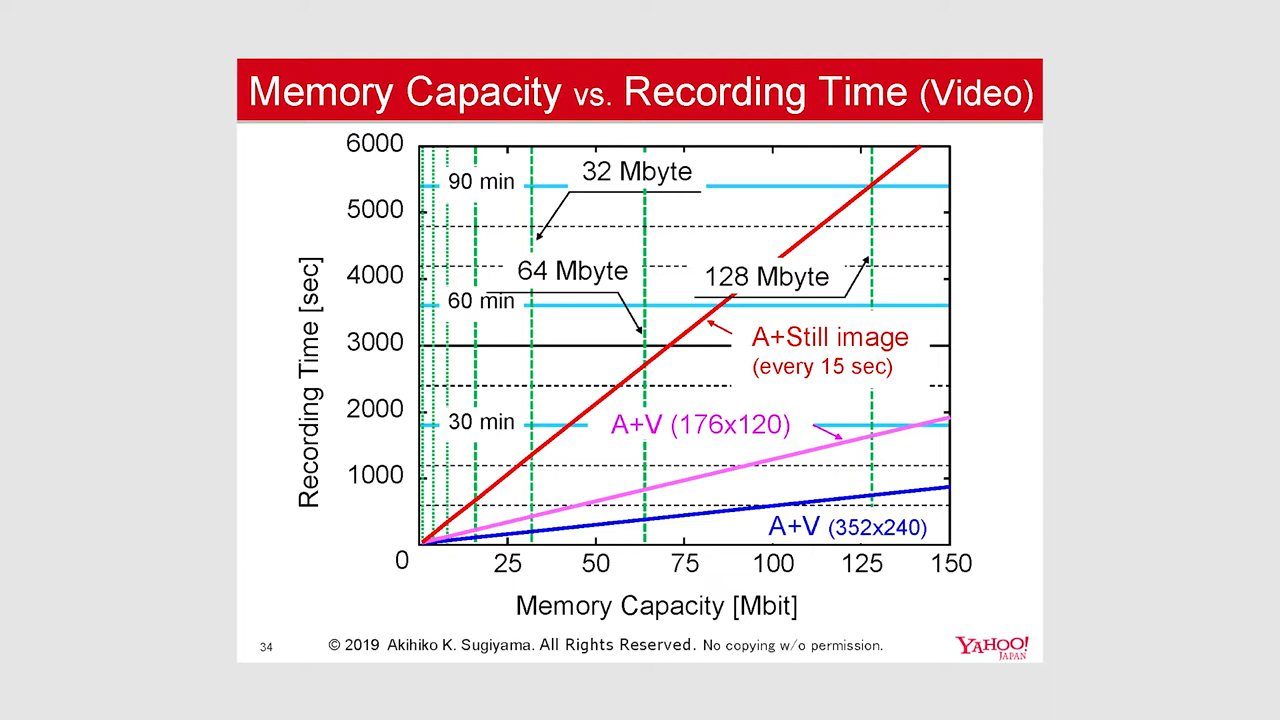 Memory Capacity vs. Recording Time (Video)
6000
5000
4000
3000
2000
1000
0
Recording Time [sec]
90 min
60 min
30 min
32 Mbyte
64 Mbyte
128 Mbyte
A+Still image
(every 15 sec)
A+V (176x120)
A+V (352x240)
25 50 75 100 125 150
Memory Capacity [Mbit]
34
© 2019 Akihiko K. Sugiyama. All Rights Reserved. No copying w/o permission.
YAHOO!
JAPAN